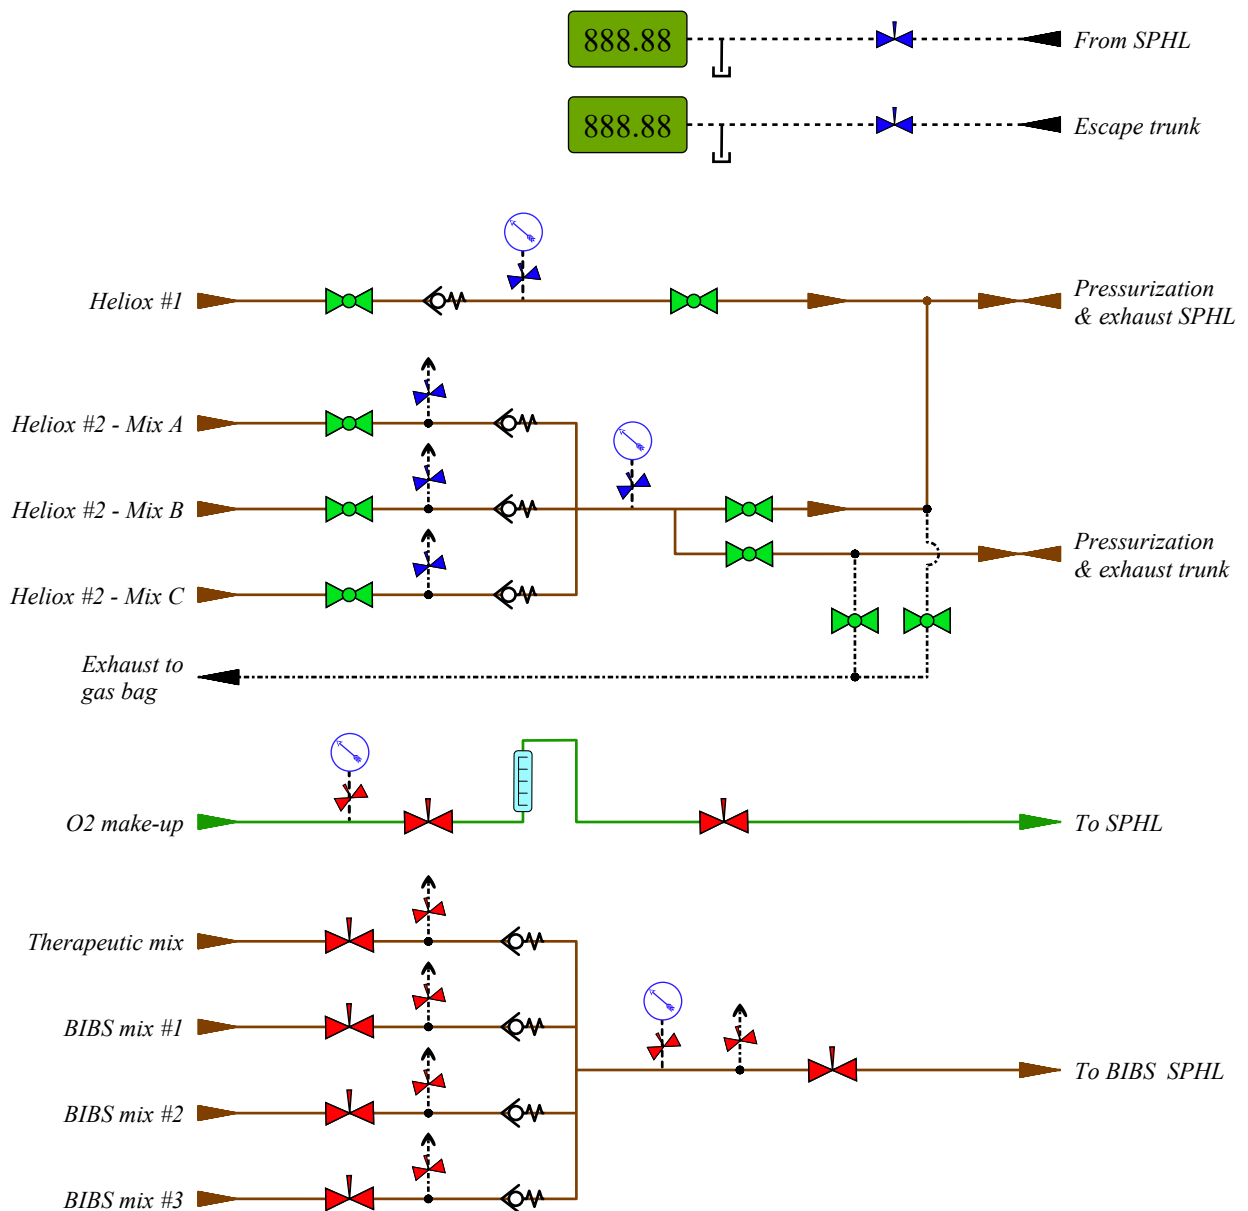 888.88
From SPHL
888.88
Escape trunk
Heliox #1
Pressurization
& exhaust SPHL
Heliox #2 - Mix A
Heliox #2 - Mix B
Pressurization
& exhaust trunk
Heliox #2 - Mix C
Exhaust to
gas bag
O2 make-up
To SPHL
Therapeutic mix
BIBS mix #1
To BIBS  SPHL
BIBS mix #2
BIBS mix #3